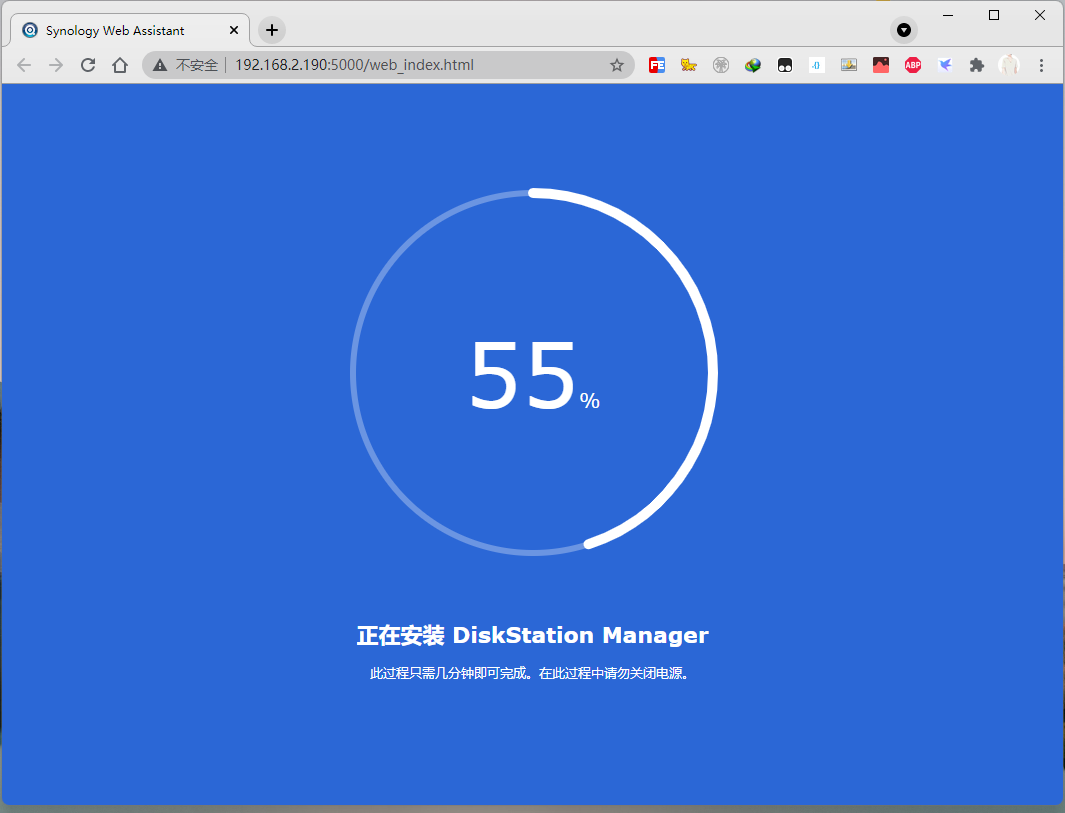 Synology Web Assistant
不安全 | 192.168.2.190:5000/web_index.html
ABP
55%
正在安装 DiskStation Manager
此过程只需几分钟即可完成。在此过程中请勿关闭电源。